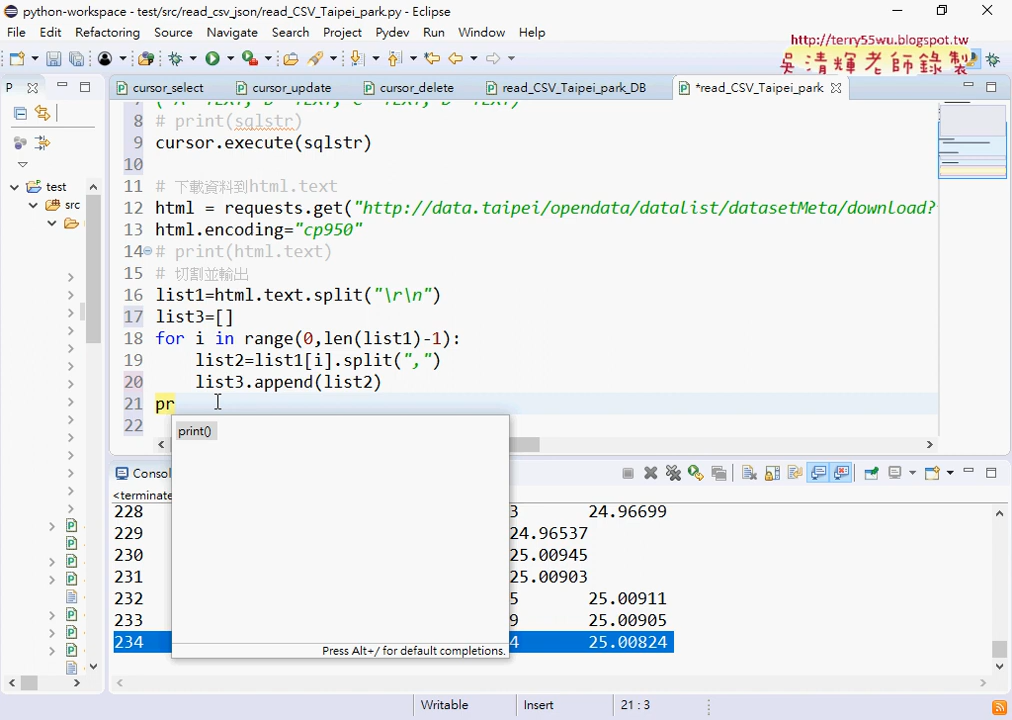 python-workspace - test/src/read_csv_json/read_CSV_Taipei_park.py - Eclipse
File Edit Refactoring Source Navigate Search Project Pydev Run Window Help
http://terry55wu.blogspot.tw
吳清輝老師錄製
P
cursor_select
cursor_update
cursor_delete
read_CSV_Taipei_park_DB
*read_CSV_Taipei_park
test
src
8 # print(sqlstr)
9 cursor.execute(sqlstr)
10
11 # 下載資料到html.text
12 html = requests.get("http://data.taipei/opendata/datalist/datasetMeta/download?
13 html.encoding="cp950"
14 # print(html.text)
15 # 切割並輸出
16 list1=html.text.split("\r\n")
17 list3=[]
18 for i in range(0,len(list1)-1):
19 list2=list1[i].split(",")
20 list3.append(list2)
21 pr
22
print()
Press Alt+/ for default completions.
Consol
<terminate
228 3 24.96699
229 24.96537
230 25.00945
231 25.00903
232 5 25.00911
233 9 25.00905
234 4 25.00824
Writable Insert 21 : 3